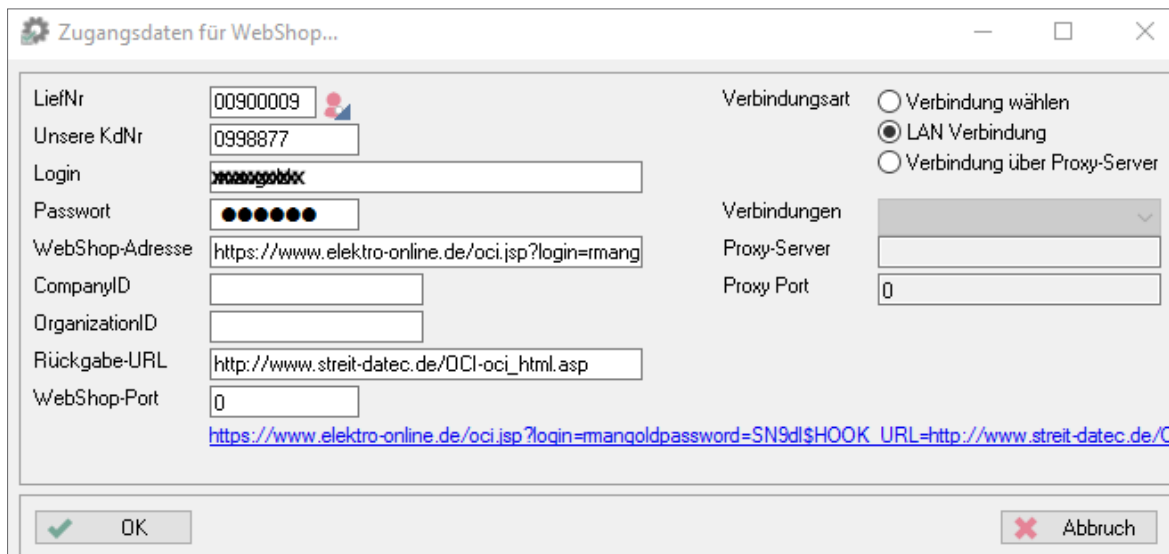 Zugangsdaten für WebShop...
LiefNr 00900009
Unsere KdNr 0998877
Login
Passwort ●●●●●●
WebShop-Adresse https://www.elektro-online.de/oci.jsp?login=rmang
CompanyID
OrganizationID
Rückgabe-URL http://www.streit-datec.de/OCI-oci_html.asp
WebShop-Port 0
https://www.elektro-online.de/oci.jsp?login=rmangoldpassword=SN9dI$HOOK_URL=http://www.streit-datec.de/
Verbindungsart Verbindung wählen
LAN Verbindung
Verbindung über Proxy-Server
Verbindungen
Proxy-Server
Proxy Port 0
OK
Abbruch